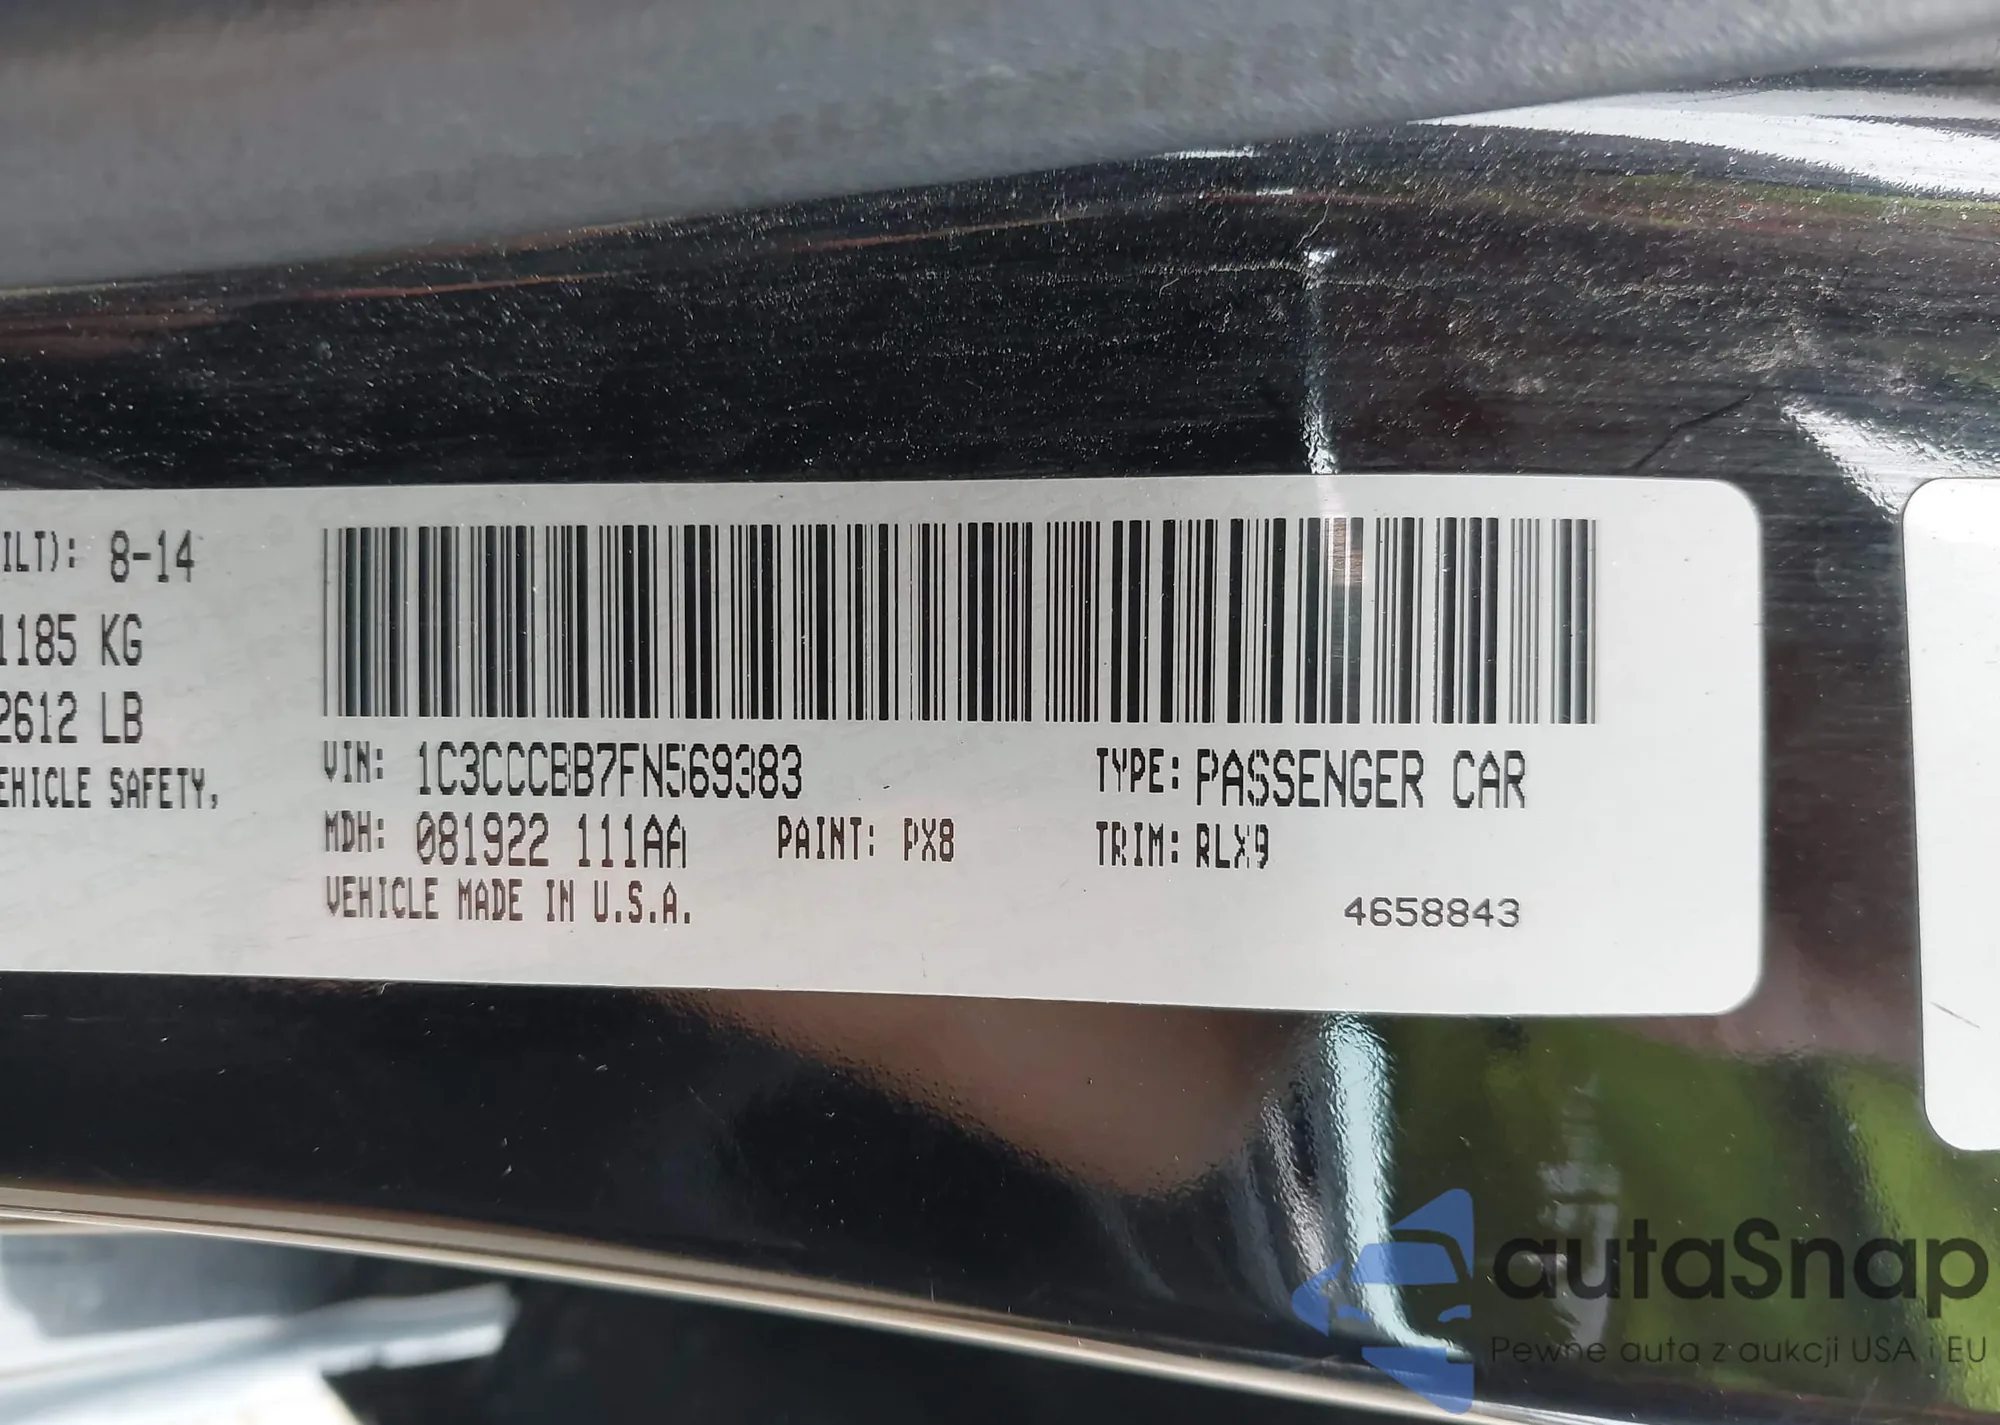 ILT): 8-14
1185 KG
2612 LB
EHICLE SAFETY,
VIN: 1C3CCCBB7FN569383
TYPE: PASSENGER CAR
MDH: 081922 111AA
PAINT: PX8
TRIM: RLX9
VEHICLE MADE IN U.S.A.
4658843
autaSnap
Pewne auta z aukcji USA i EU